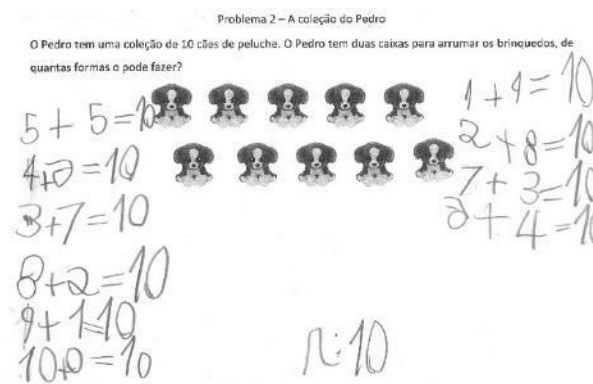 Problema 2 – A coleção do Pedro
O Pedro tem uma coleção de 10 cães de peluche. O Pedro tem duas caixas para arrumar os brinquedos, de
quantas formas o pode fazer?
5 + 5=10
4+6=10
3+7=10
8+2=10
9+1=10
10+0=10
1+9=10
2+8=10
7+3=10
6+4=10
R:10